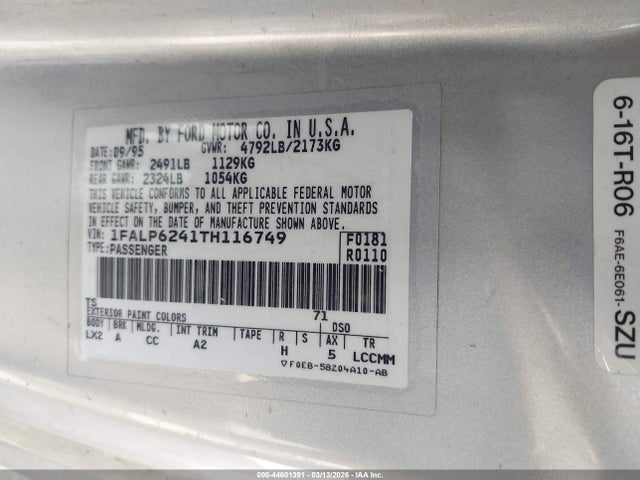 MFD. BY FORD MOTOR CO. IN U.S.A.
DATE: 09/95 GVWR: 4792LB/2173KG
FRONT GAWR: 2491LB 1129KG
REAR GAWR: 2324LB 1054KG
THIS VEHICLE CONFORMS TO ALL APPLICABLE FEDERAL MOTOR
VEHICLE SAFETY, BUMPER, AND THEFT PREVENTION STANDARDS
IN EFFECT ON THE DATE OF MANUFACTURE SHOWN ABOVE.
VIN: 1FALP6241TH116749 F0181
TYPE: PASSENGER R0110
TS 71
EXTERIOR PAINT COLORS DSO
BODY BRK MLDG. INT TRIM TAPE R S AX TR
LX2 A CC A2 H 5 LCCMM
▽F0EB-58204A10-AB
6-16T-R06
F6AE-6E061-SZU
000-44601391 - 03/13/2026 - IAAI.COM